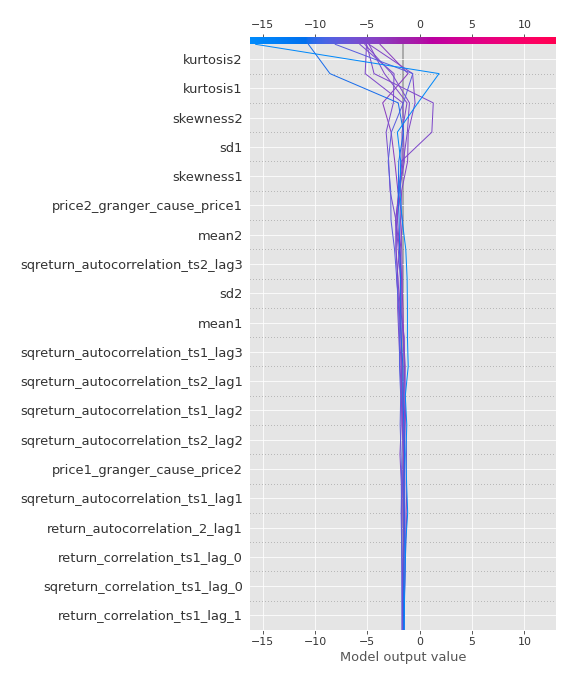 −15 −10 −5 0 5 10
kurtosis2
kurtosis1
skewness2
sd1
skewness1
price2_granger_cause_price1
mean2
sqreturn_autocorrelation_ts2_lag3
sd2
mean1
sqreturn_autocorrelation_ts1_lag3
sqreturn_autocorrelation_ts2_lag1
sqreturn_autocorrelation_ts1_lag2
sqreturn_autocorrelation_ts2_lag2
price1_granger_cause_price2
sqreturn_autocorrelation_ts1_lag1
return_autocorrelation_2_lag1
return_correlation_ts1_lag_0
sqreturn_correlation_ts1_lag_0
return_correlation_ts1_lag_1
−15 −10 −5 0 5 10
Model output value